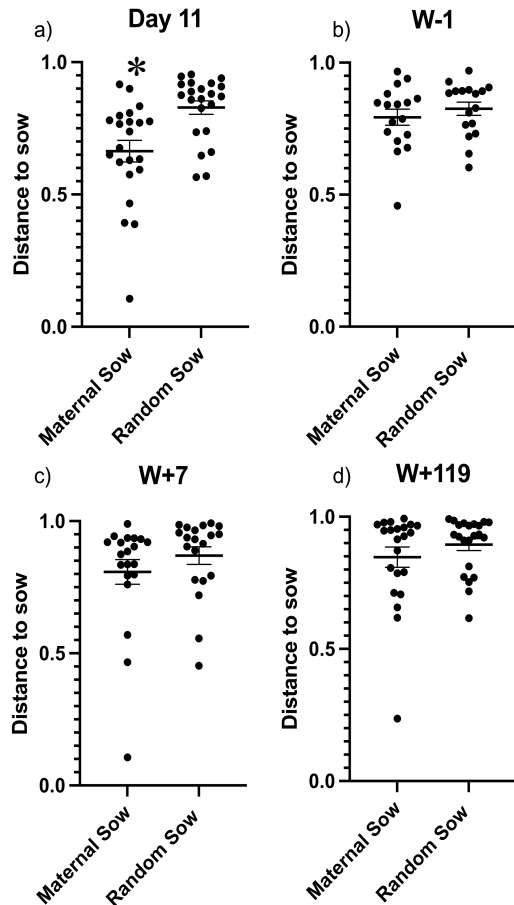 a)
Day 11
*
Distance to sow
1.0
0.5
0.0
Maternal Sow
Random Sow
b)
W-1
Distance to sow
1.0
0.5
0.0
Maternal Sow
Random Sow
c)
W+7
Distance to sow
1.0
0.5
0.0
Maternal Sow
Random Sow
d)
W+119
Distance to sow
1.0
0.5
0.0
Maternal Sow
Random Sow